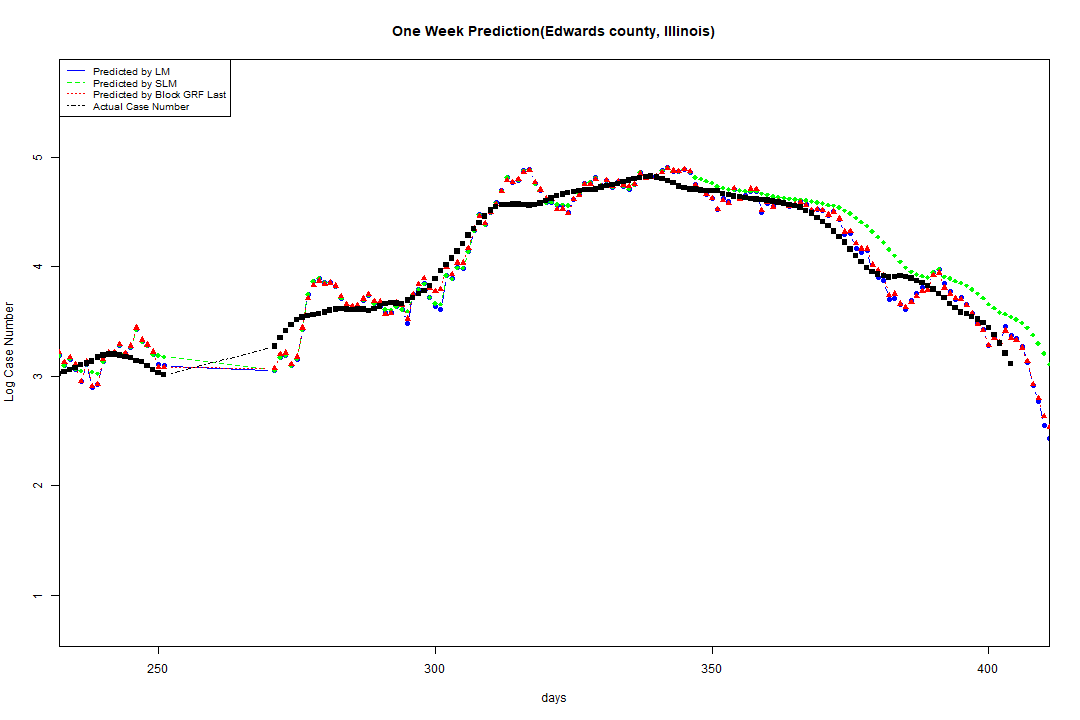 One Week Prediction(Edwards county, Illinois)
Predicted by LM
Predicted by SLM
Predicted by Block GRF Last
Actual Case Number
5
4
3
2
1
Log Case Number
250 300 350 400
days